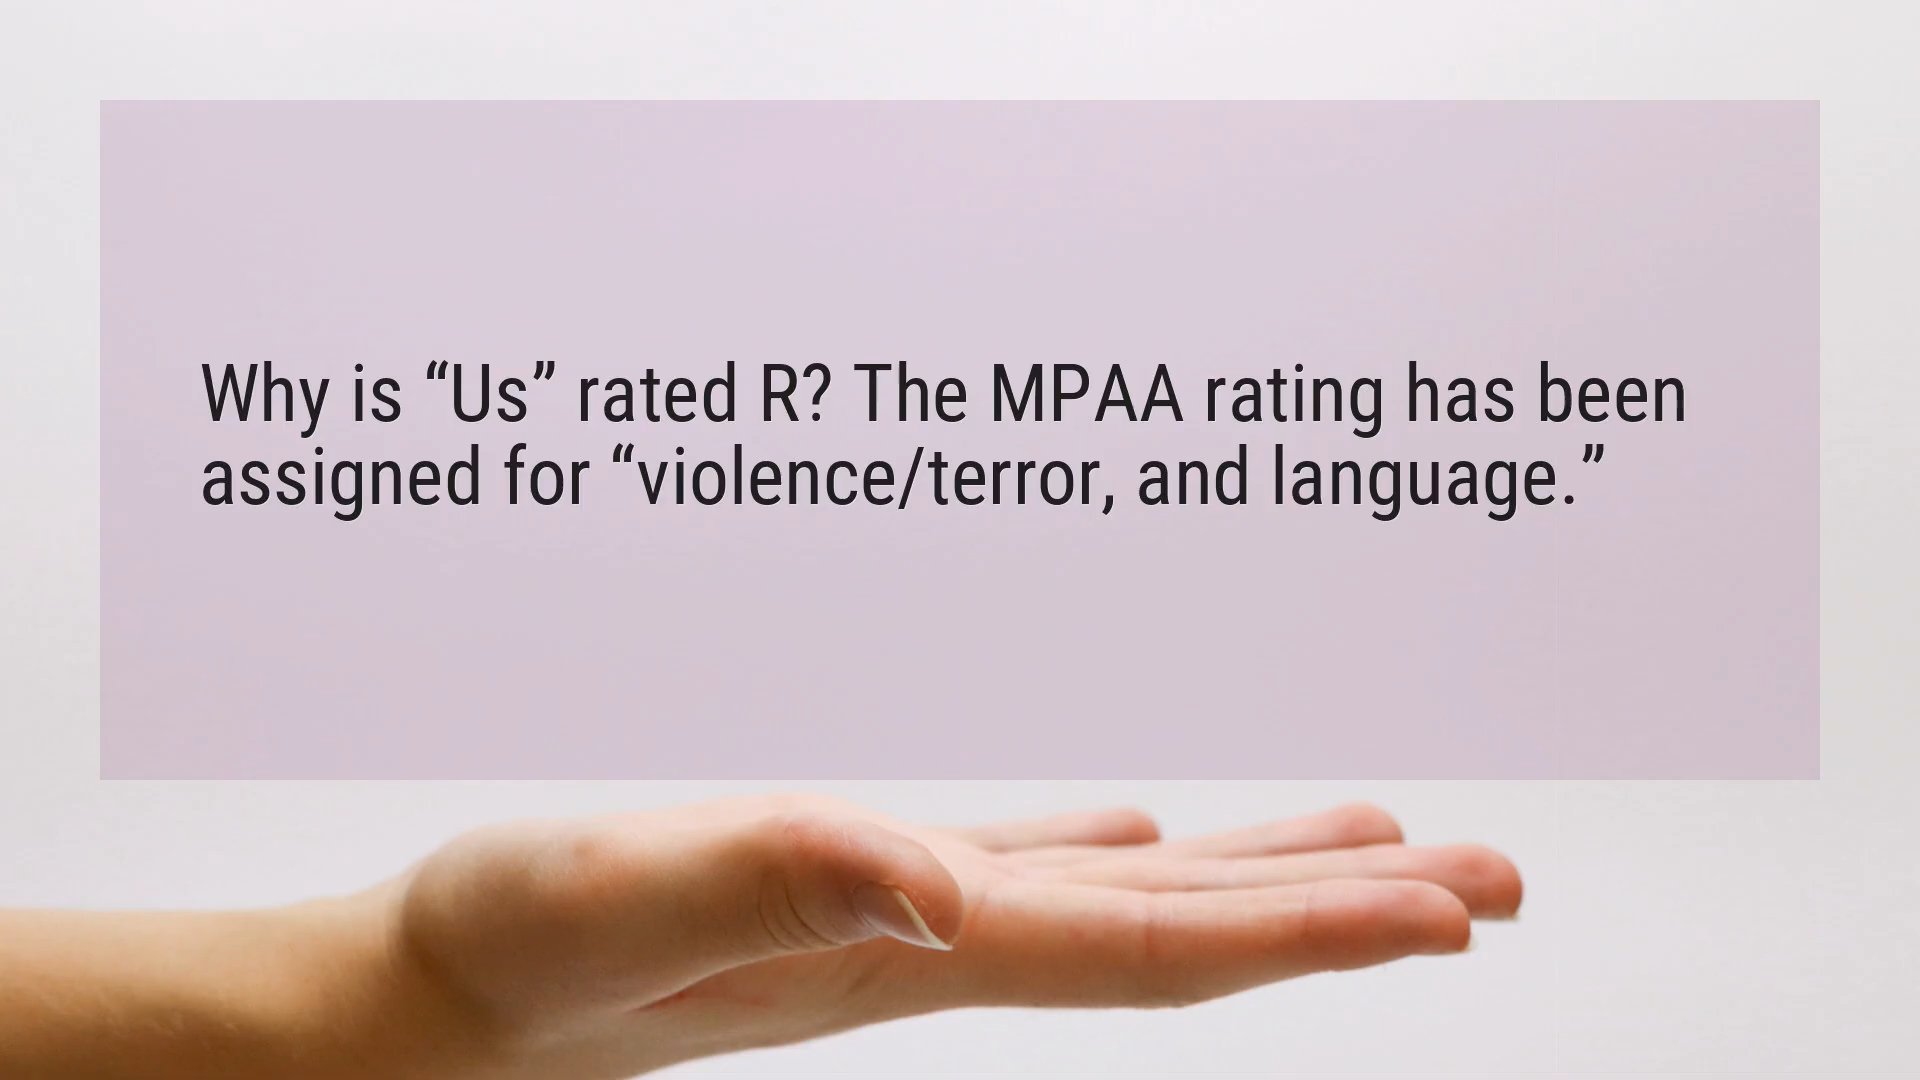 Why is “Us” rated R? The MPAA rating has been
assigned for “violence/terror, and language.”